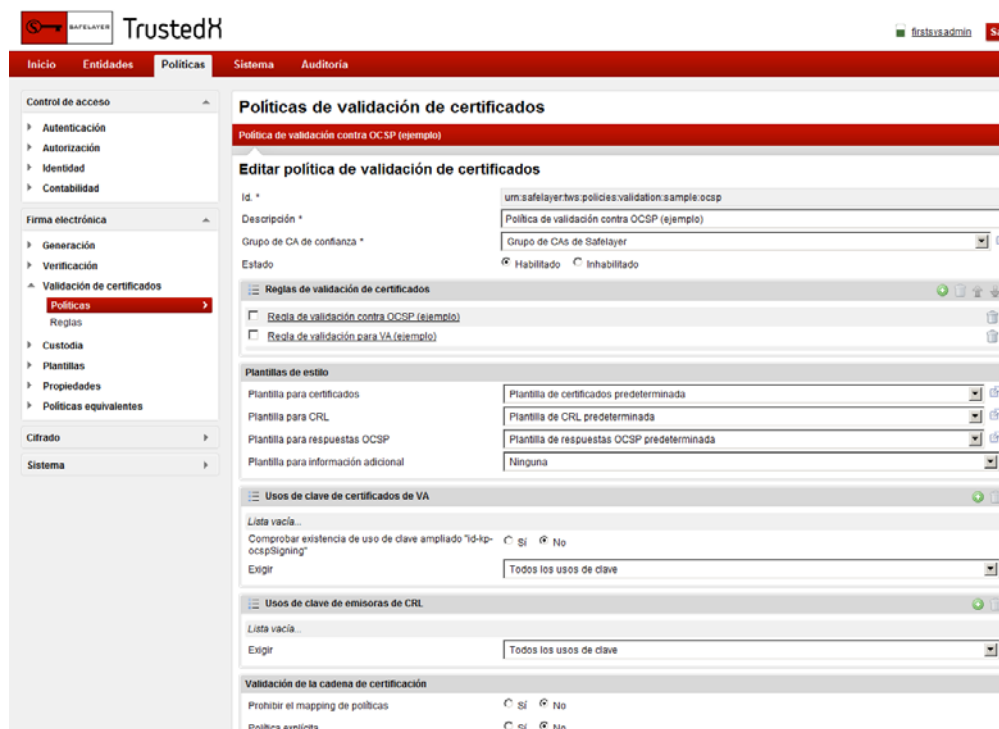 SAFELAYER TrustedX
firstsysadmin
Inicio Entidades Políticas Sistema Auditoría
Control de acceso
Autenticación
Autorización
Identidad
Contabilidad
Firma electrónica
Generación
Verificación
Validación de certificados
Políticas
Reglas
Custodia
Plantillas
Propiedades
Políticas equivalentes
Cifrado
Sistema
Políticas de validación de certificados
Política de validación contra OCSP (ejemplo)
Editar política de validación de certificados
Id. * urn:safelayer:tws:policies:validation:sample:ocsp
Descripción * Política de validación contra OCSP (ejemplo)
Grupo de CA de confianza * Grupo de CAs de Safelayer
Estado Habilitado Inhabilitado
Reglas de validación de certificados
Regla de validación contra OCSP (ejemplo)
Regla de validación para VA (ejemplo)
Plantillas de estilo
Plantilla para certificados Plantilla de certificados predeterminada
Plantilla para CRL Plantilla de CRL predeterminada
Plantilla para respuestas OCSP Plantilla de respuestas OCSP predeterminada
Plantilla para información adicional Ninguna
Usos de clave de certificados de VA
Lista vacía...
Comprobar existencia de uso de clave ampliado "id-kp-
ocspSigning" Sí No
Exigir Todos los usos de clave
Usos de clave de emisoras de CRL
Lista vacía...
Exigir Todos los usos de clave
Validación de la cadena de certificación
Prohibir el mapping de políticas Sí No
Política explícita Sí No